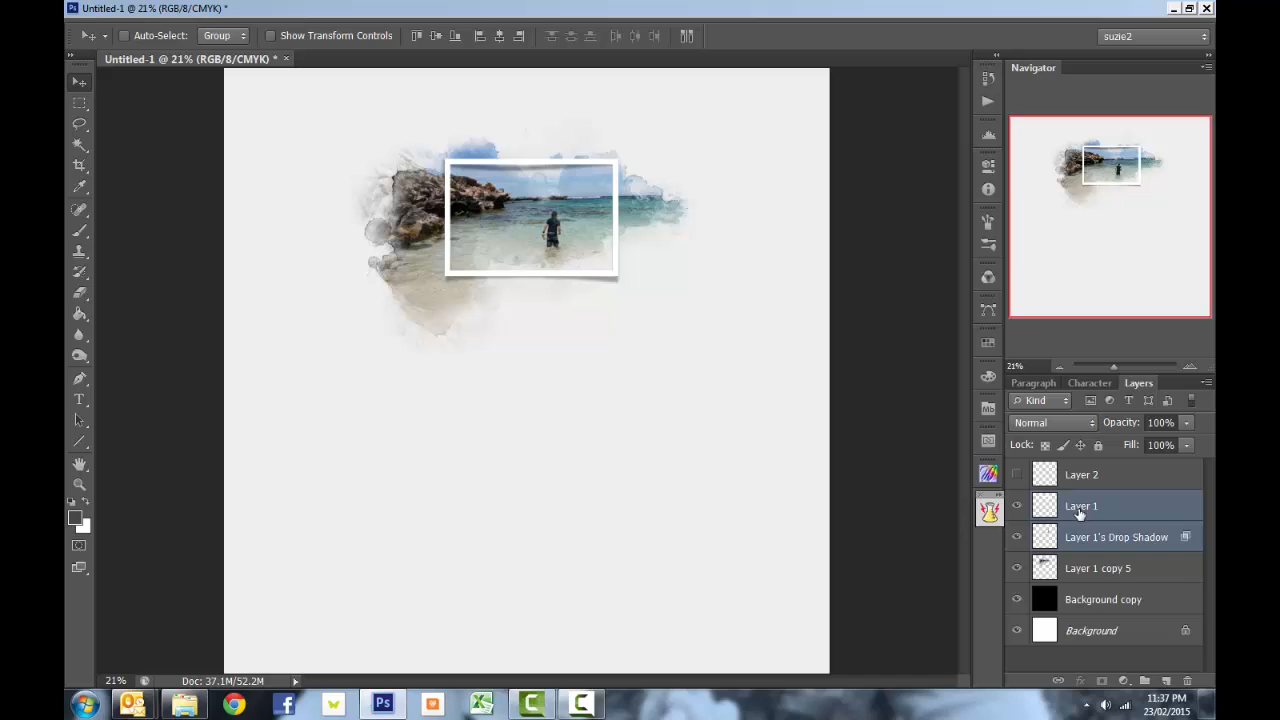 Untitled-1 @ 21% (RGB/8/CMYK) *
Auto-Select: Group Show Transform Controls suzie2
Untitled-1 @ 21% (RGB/8/CMYK) * ×
Navigator
21%
Paragraph Character Layers
Kind
Normal Opacity: 100%
Lock: Fill: 100%
Layer 2
Layer 1
Layer 1's Drop Shadow
Layer 1 copy 5
Background copy
Background
21% Doc: 37.1M/52.2M
11:37 PM
23/02/2015